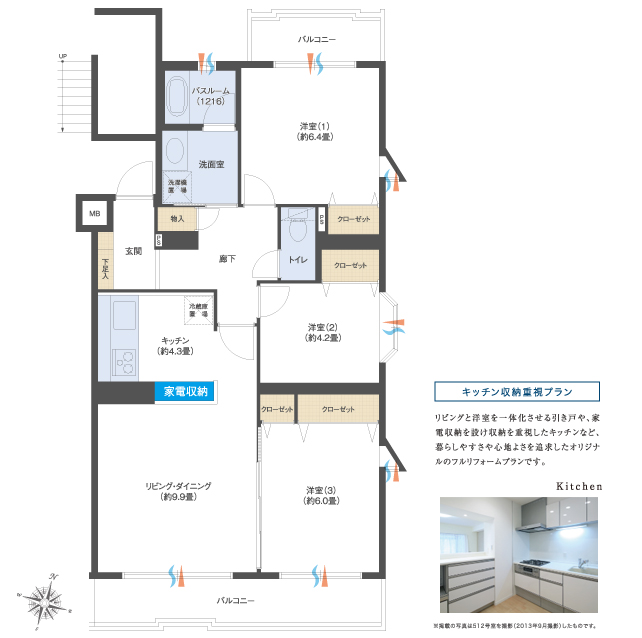 バルコニー
UP
バスルーム
（1216）
洋室（1）
（約6.4畳）
洗面室
洗濯機
置 場
MB
物入
PS
PS
クローゼット
玄関
廊下
トイレ
クローゼット
下足入
冷蔵庫
置 場
キッチン
（約4.3畳）
洋室（2）
（約4.2畳）
家電収納
クローゼット
クローゼット
リビング・ダイニング
（約9.9畳）
洋室（3）
（約6.0畳）
バルコニー
N
キッチン収納重視プラン
リビングと洋室を一体化させる引き戸や、家
電収納を設け収納を重視したキッチンなど、
暮らしやすさや心地よさを追求したオリジナ
ルのフルリフォームプランです。
Kitchen
※掲載の写真は512号室を撮影（2013年9月撮影）したものです。